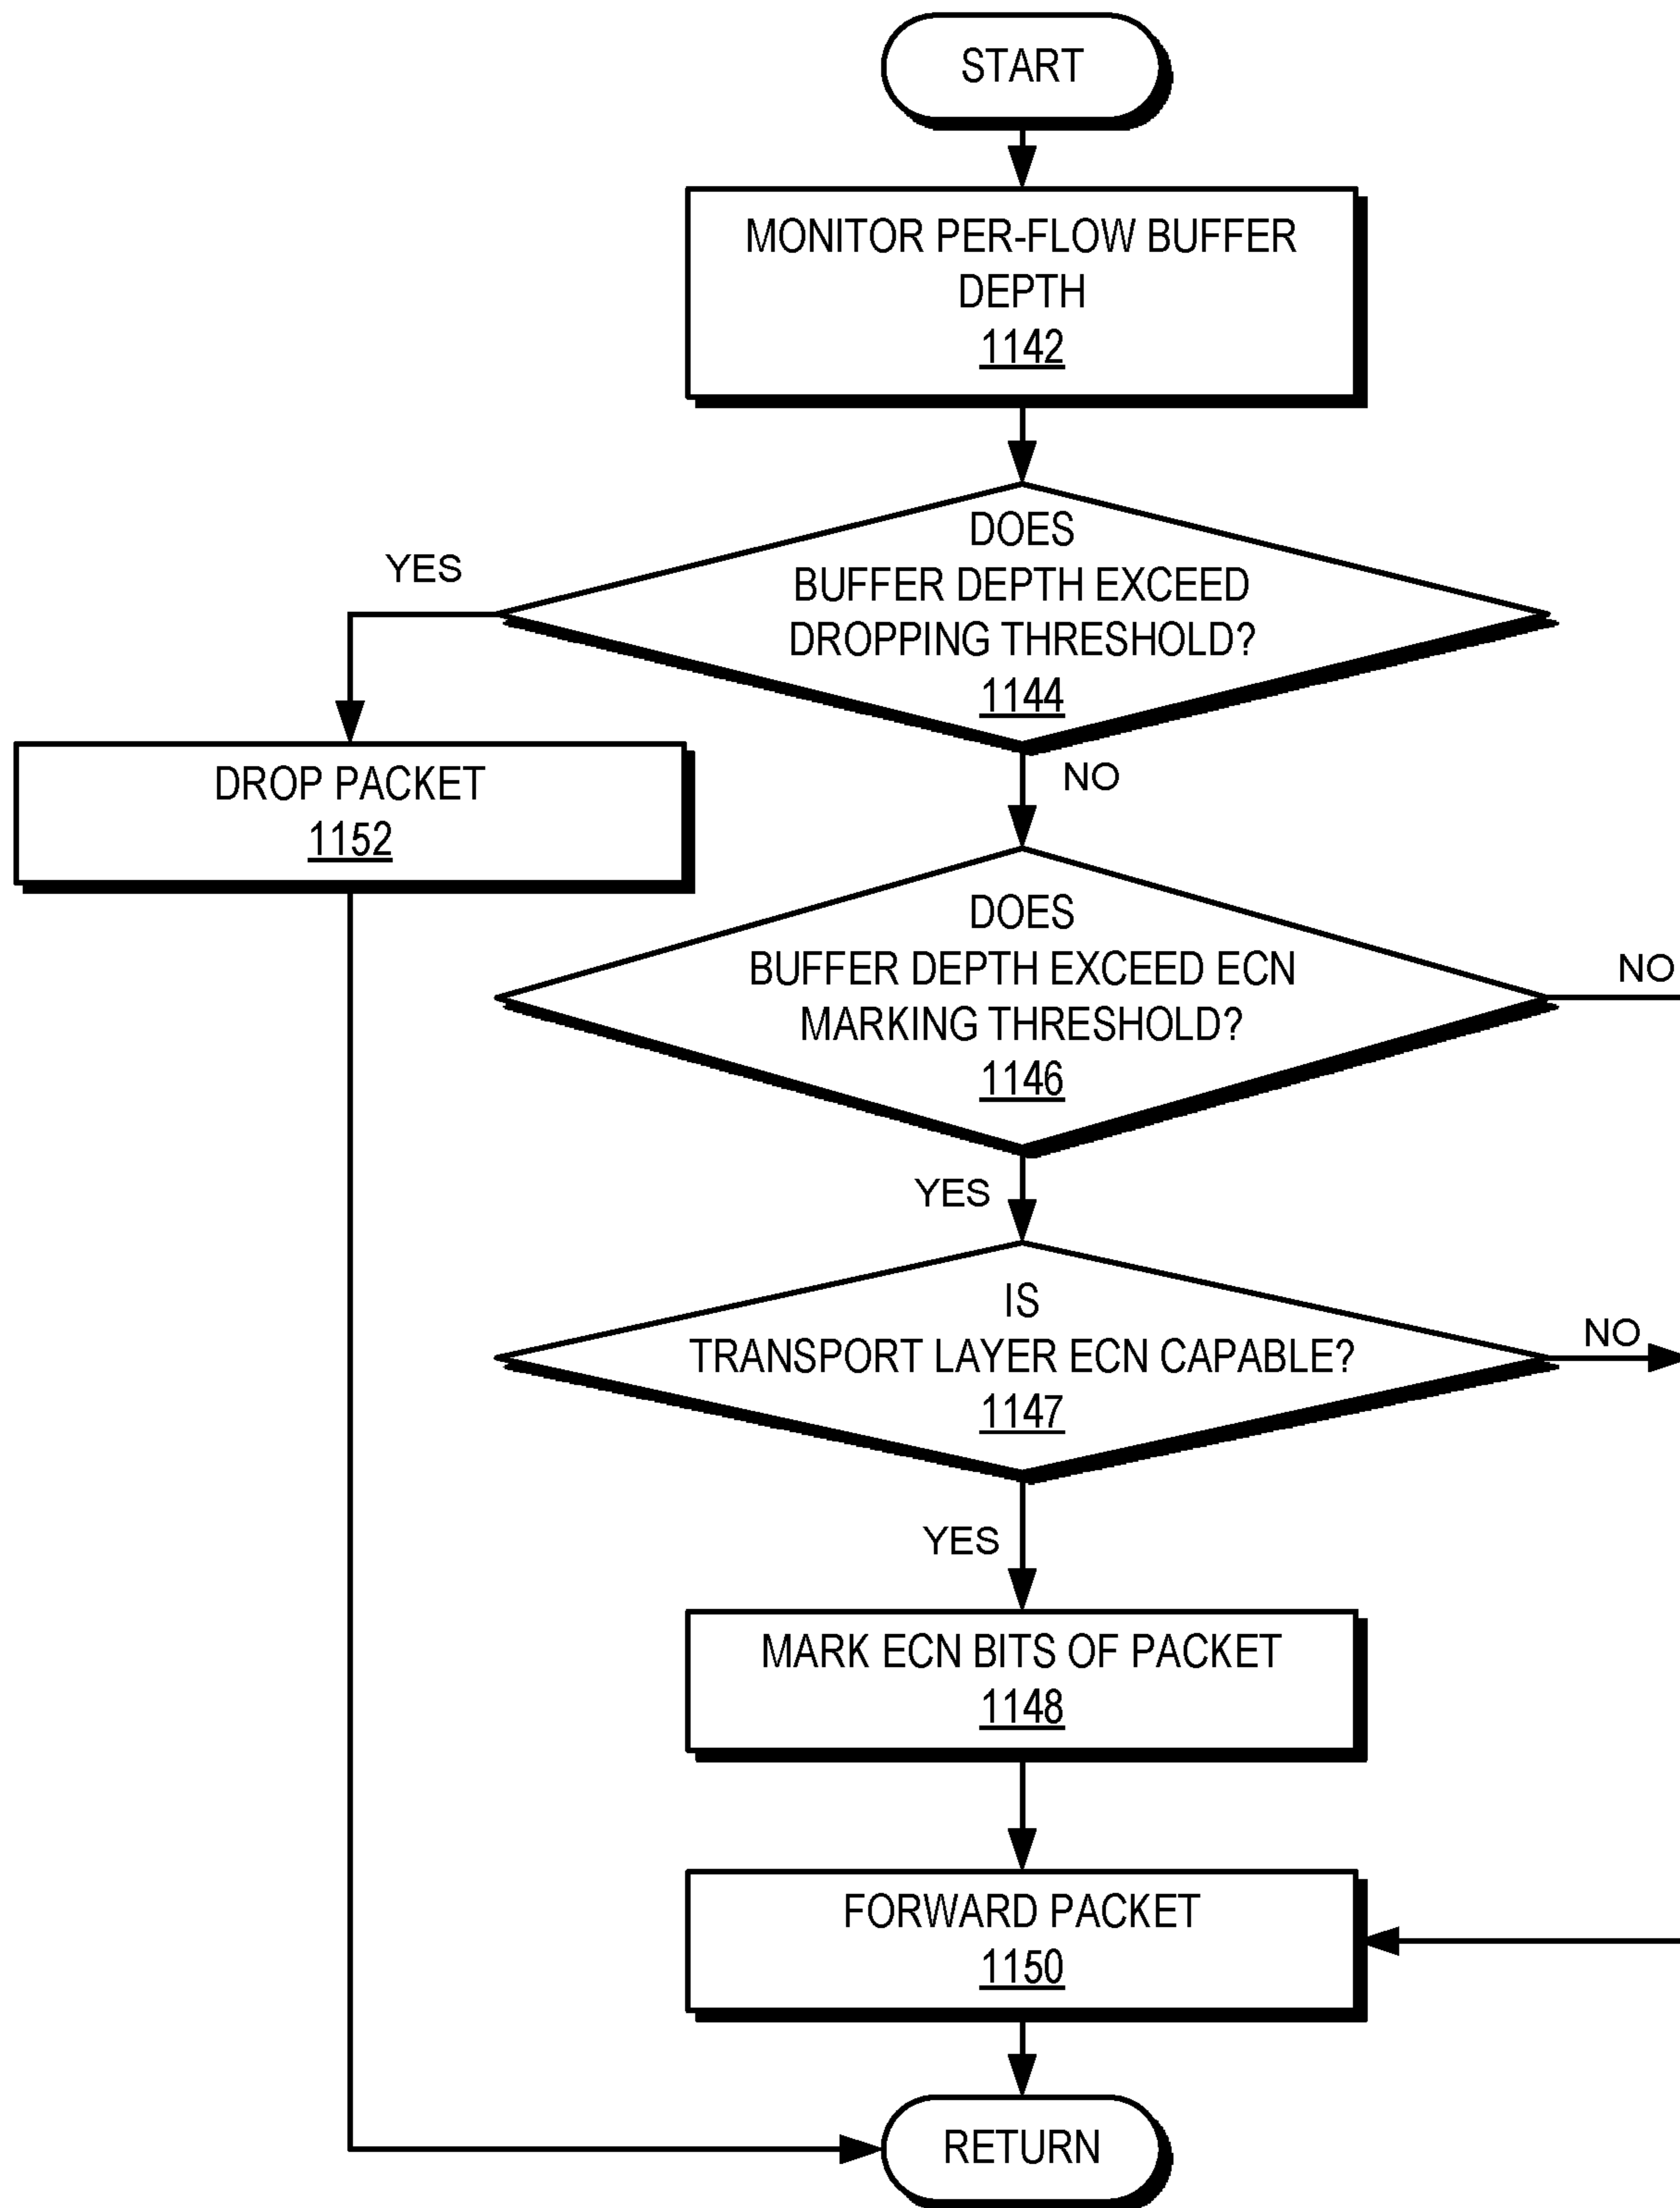 START
MONITOR PER-FLOW BUFFER
DEPTH
1142
DOES
BUFFER DEPTH EXCEED
DROPPING THRESHOLD?
1144
YES
NO
DROP PACKET
1152
DOES
BUFFER DEPTH EXCEED ECN
MARKING THRESHOLD?
1146
NO
YES
IS
TRANSPORT LAYER ECN CAPABLE?
1147
NO
YES
MARK ECN BITS OF PACKET
1148
FORWARD PACKET
1150
RETURN